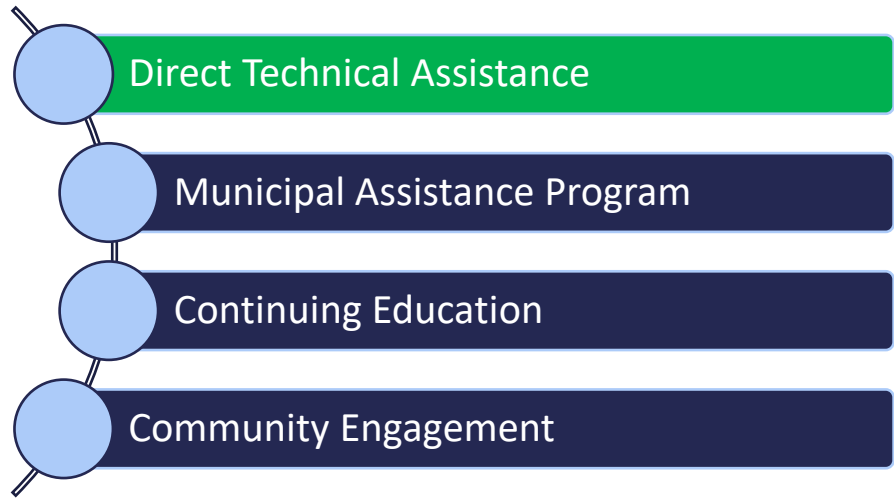 Direct Technical Assistance
Municipal Assistance Program
Continuing Education
Community Engagement